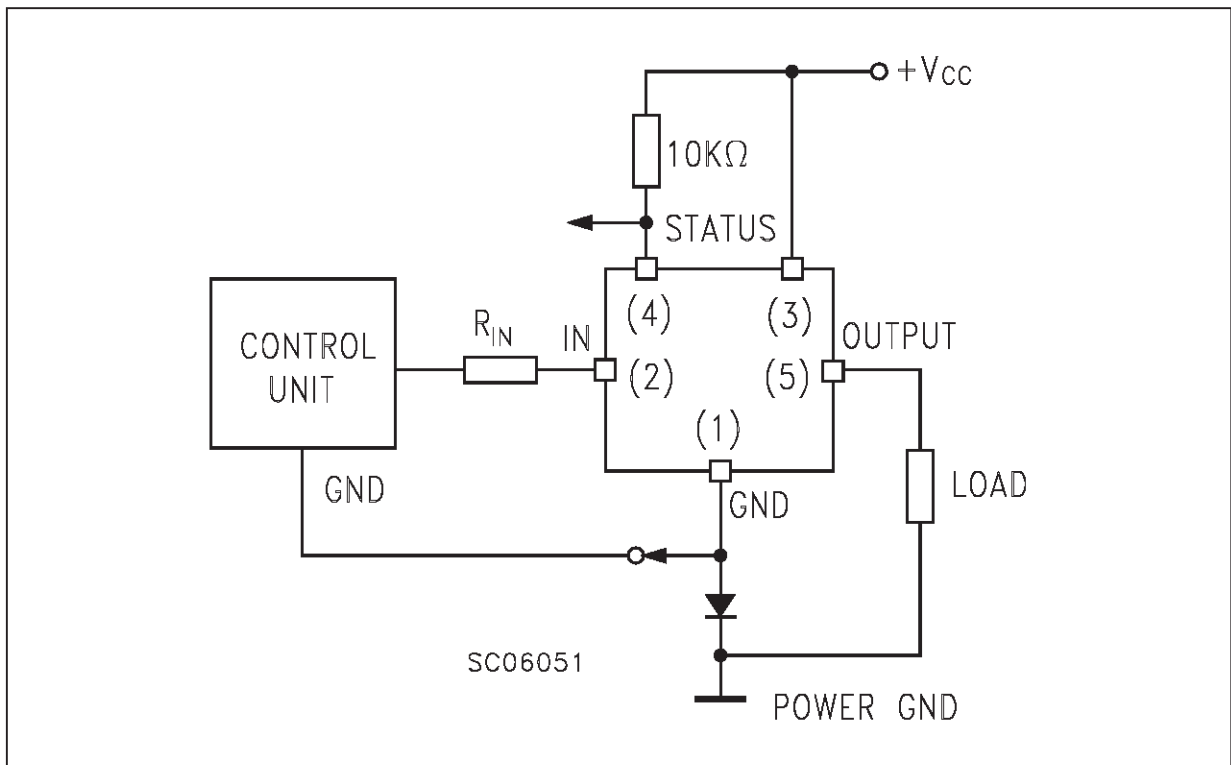 +VCC
10KΩ
STATUS
(4)
(3)
RIN
IN
OUTPUT
CONTROL
UNIT
(2)
(5)
(1)
GND
GND
LOAD
SC06051
POWER GND